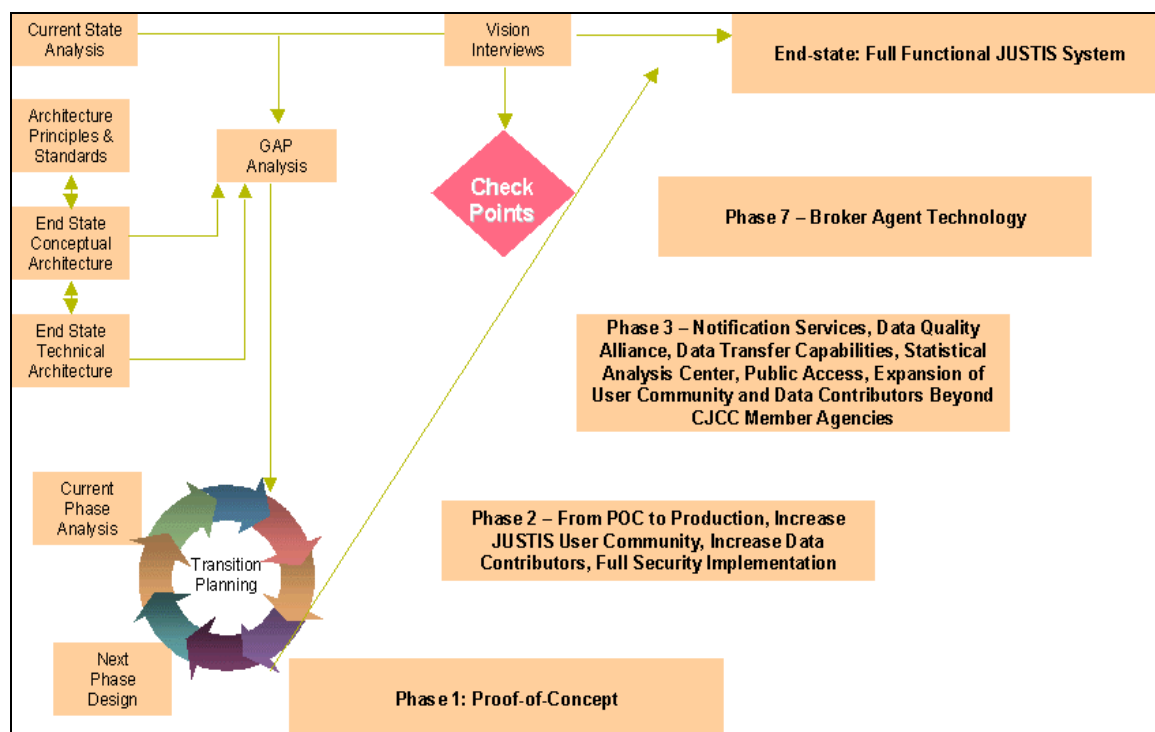 Current State
Analysis
Vision
Interviews
End-state: Full Functional JUSTIS System
Architecture
Principles &
Standards
GAP
Analysis
Check
Points
End State
Conceptual
Architecture
Phase 7 – Broker Agent Technology
End State
Technical
Architecture
Phase 3 – Notification Services, Data Quality
Alliance, Data Transfer Capabilities, Statistical
Analysis Center, Public Access, Expansion of
User Community and Data Contributors Beyond
CJCC Member Agencies
Current
Phase
Analysis
Transition
Planning
Phase 2 – From POC to Production, Increase
JUSTIS User Community, Increase Data
Contributors, Full Security Implementation
Next
Phase
Design
Phase 1: Proof-of-Concept